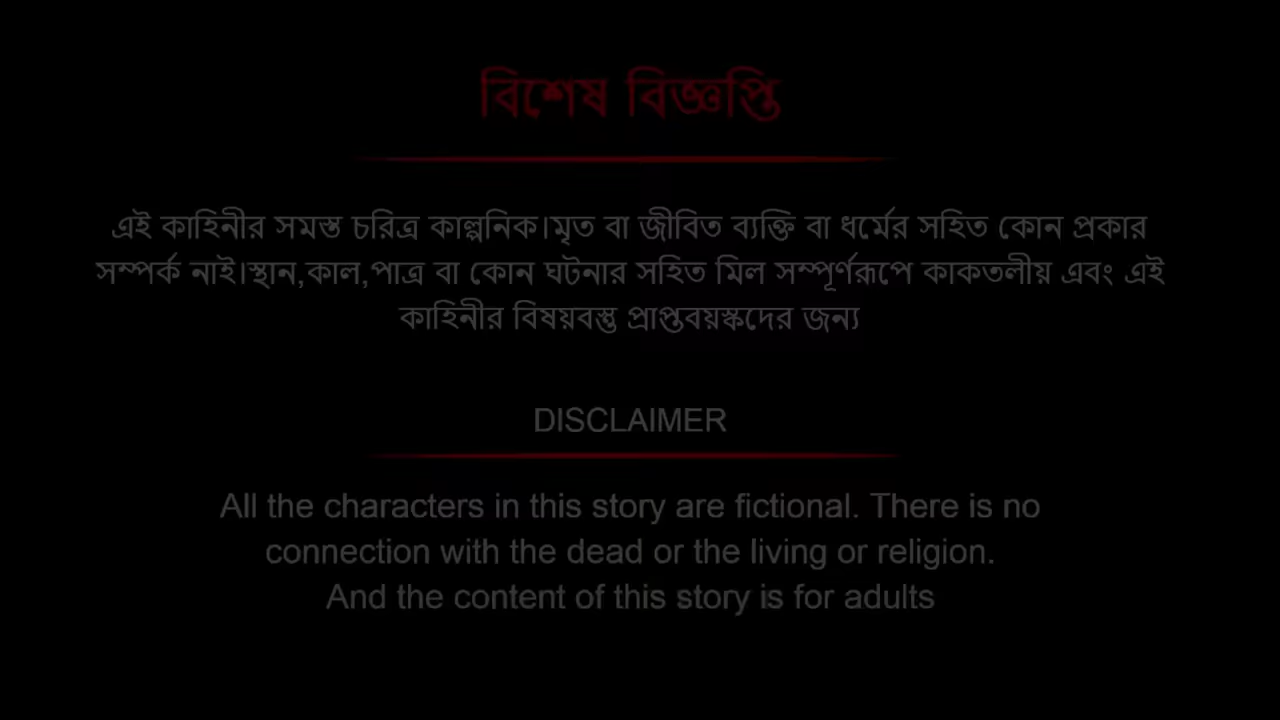 বিশেষ বিজ্ঞপ্তি
এই কাহিনীর সমস্ত চরিত্র কাল্পনিক।মৃত বা জীবিত ব্যক্তি বা ধর্মের সহিত কোন প্রকার
সম্পর্ক নাই।স্থান,কাল,পাত্র বা কোন ঘটনার সহিত মিল সম্পূর্ণরূপে কাকতলীয় এবং এই
কাহিনীর বিষয়বস্তু প্রাপ্তবয়স্কদের জন্য
DISCLAIMER
All the characters in this story are fictional. There is no
connection with the dead or the living or religion.
And the content of this story is for adults